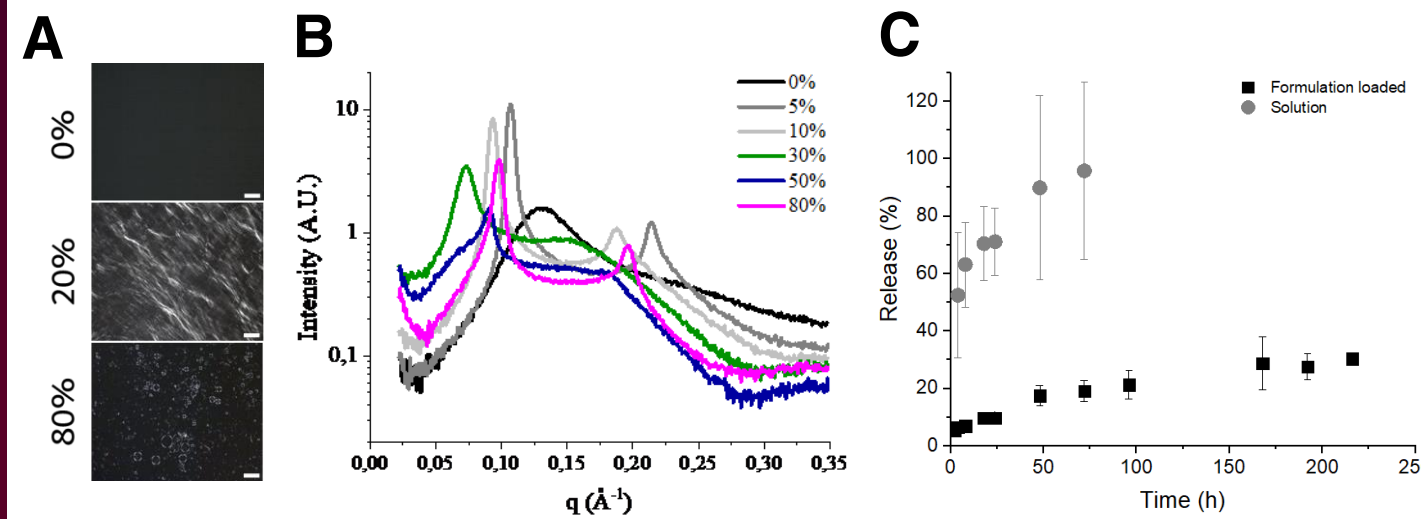 A
0%
20%
80%
B
0%
5%
10%
30%
50%
80%
Intensity (A.U.)
10
1
0,1
0,00 0,05 0,10 0,15 0,20 0,25 0,30 0,35
q (Å⁻¹)
C
Formulation loaded
Solution
Release (%)
120
100
80
60
40
20
0
0 50 100 150 200 25
Time (h)